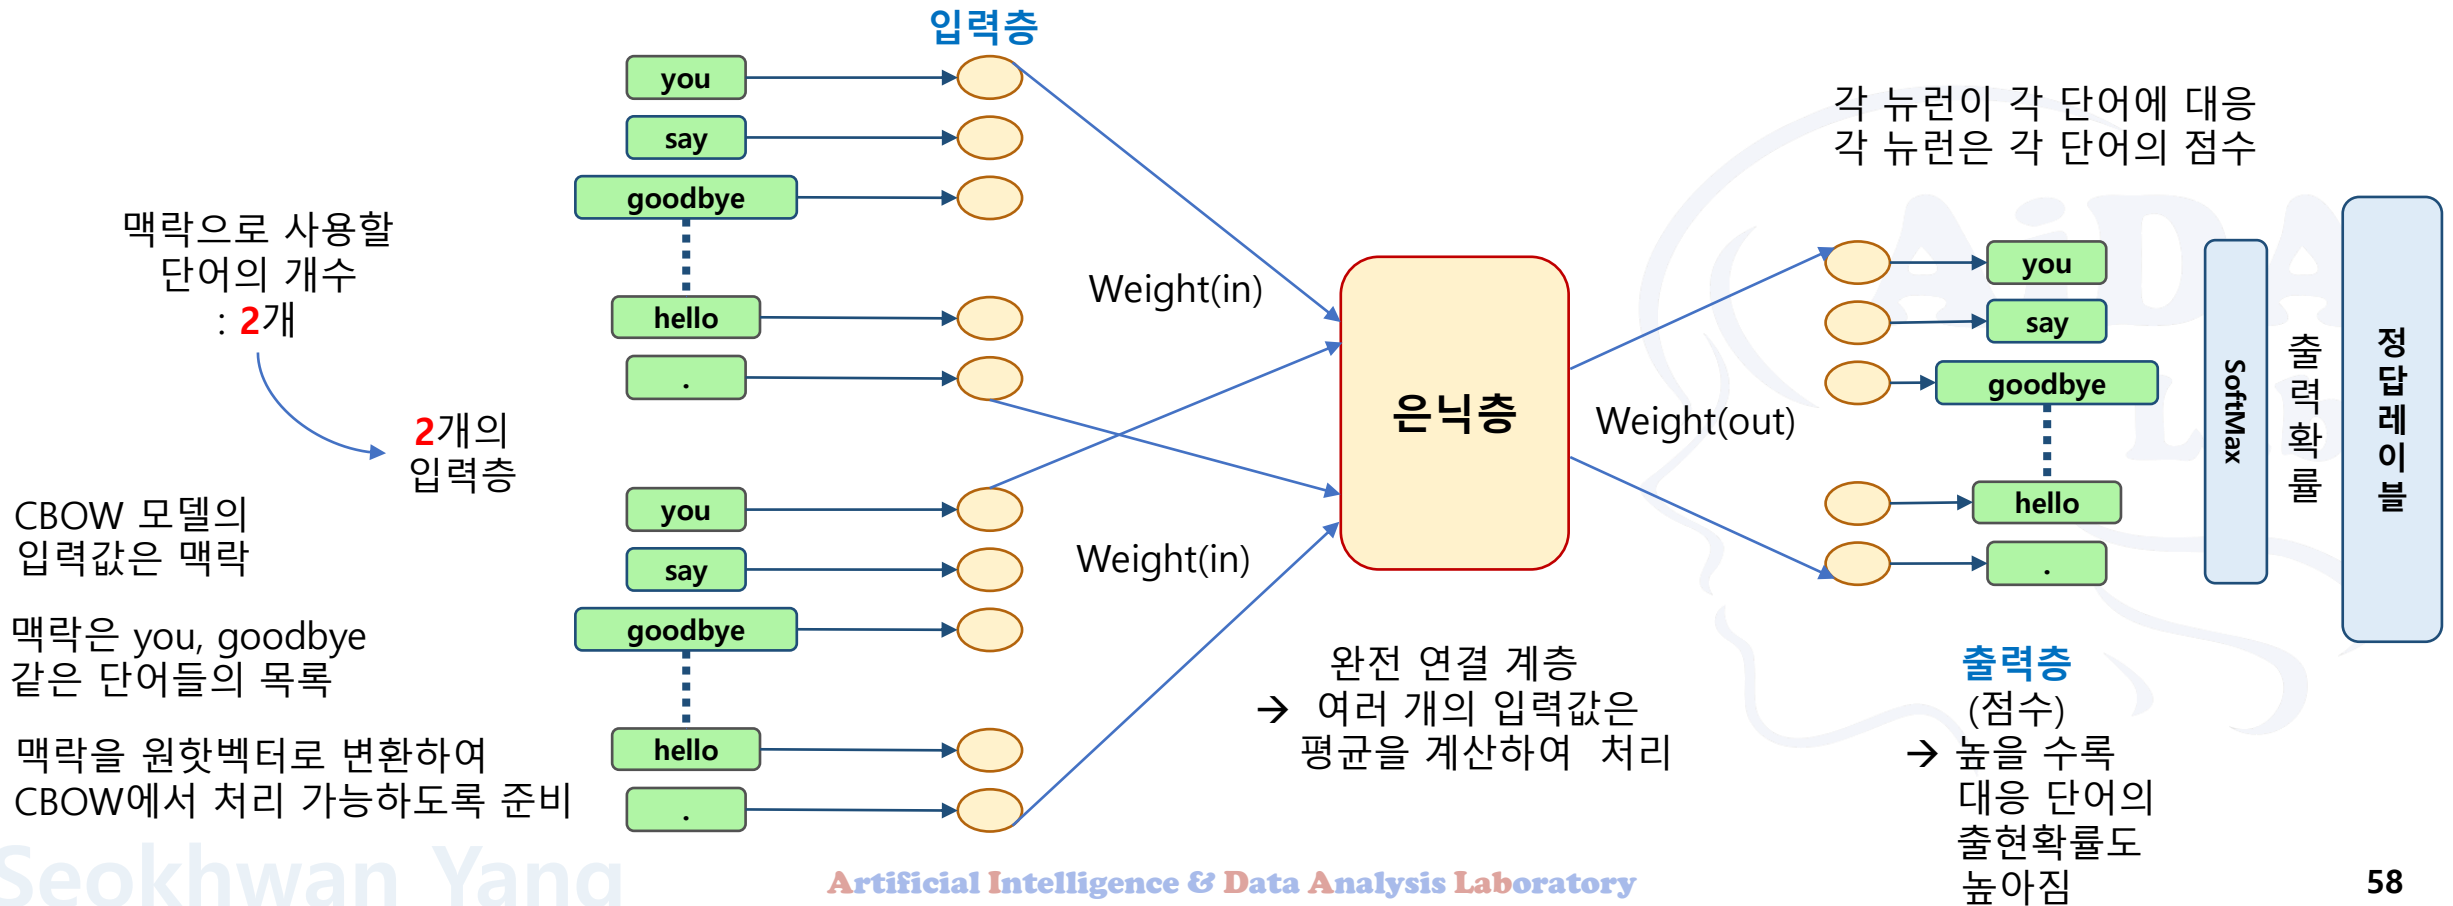 입력층
you
say
goodbye
hello
.
맥락으로 사용할
단어의 개수
: 2개
2개의
입력층
you
say
goodbye
hello
.
CBOW 모델의
입력값은 맥락
맥락은 you, goodbye
같은 단어들의 목록
맥락을 원핫벡터로 변환하여
CBOW에서 처리 가능하도록 준비
Weight(in)
Weight(in)
은닉층
완전 연결 계층
→ 여러 개의 입력값은
평균을 계산하여 처리
Weight(out)
각 뉴런이 각 단어에 대응
각 뉴런은 각 단어의 점수
you
say
goodbye
hello
.
SoftMax
출력확률
정답레이블
출력층
(점수)
→ 높을 수록
대응 단어의
출현확률도
높아짐
AiDA
Lab
Seokhwan Yang
Artificial Intelligence & Data Analysis Laboratory
58